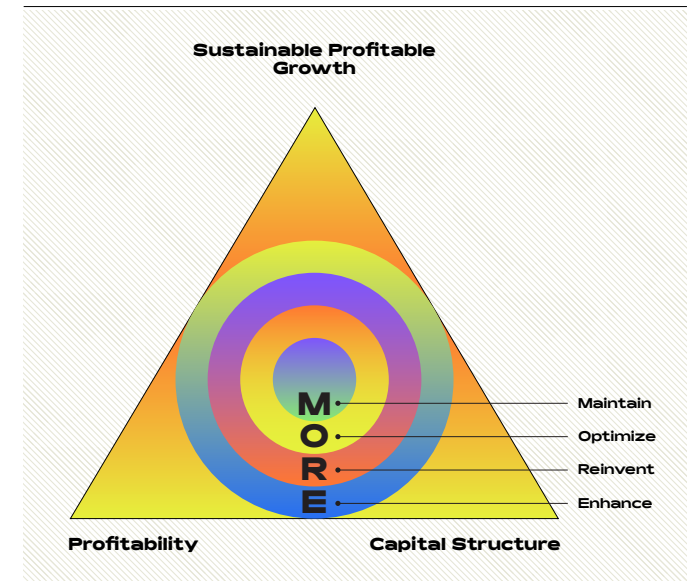 Sustainable Profitable
Growth
M
Maintain
O
Optimize
R
Reinvent
E
Enhance
Profitability
Capital Structure